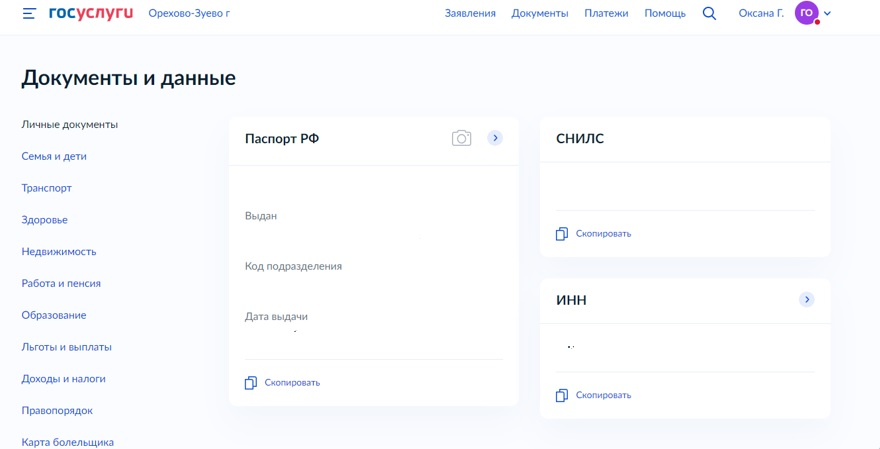 госуслуги Орехово-Зуево г Заявления Документы Платежи Помощь Оксана Г. ГО
Документы и данные
Личные документы
Семья и дети
Транспорт
Здоровье
Недвижимость
Работа и пенсия
Образование
Льготы и выплаты
Доходы и налоги
Правопорядок
Карта болельщика
Паспорт РФ
Выдан
Код подразделения
Дата выдачи
Скопировать
СНИЛС
Скопировать
ИНН
Скопировать